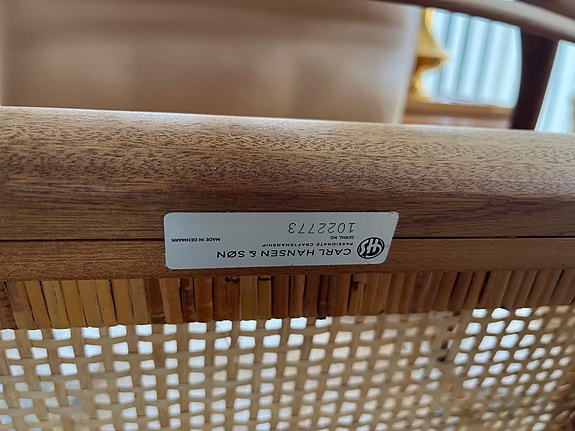 CARL HANSEN & SØN
PASSIONATE CRAFTSMANSHIP
SERIAL NO.
1022773
MADE IN DENMARK